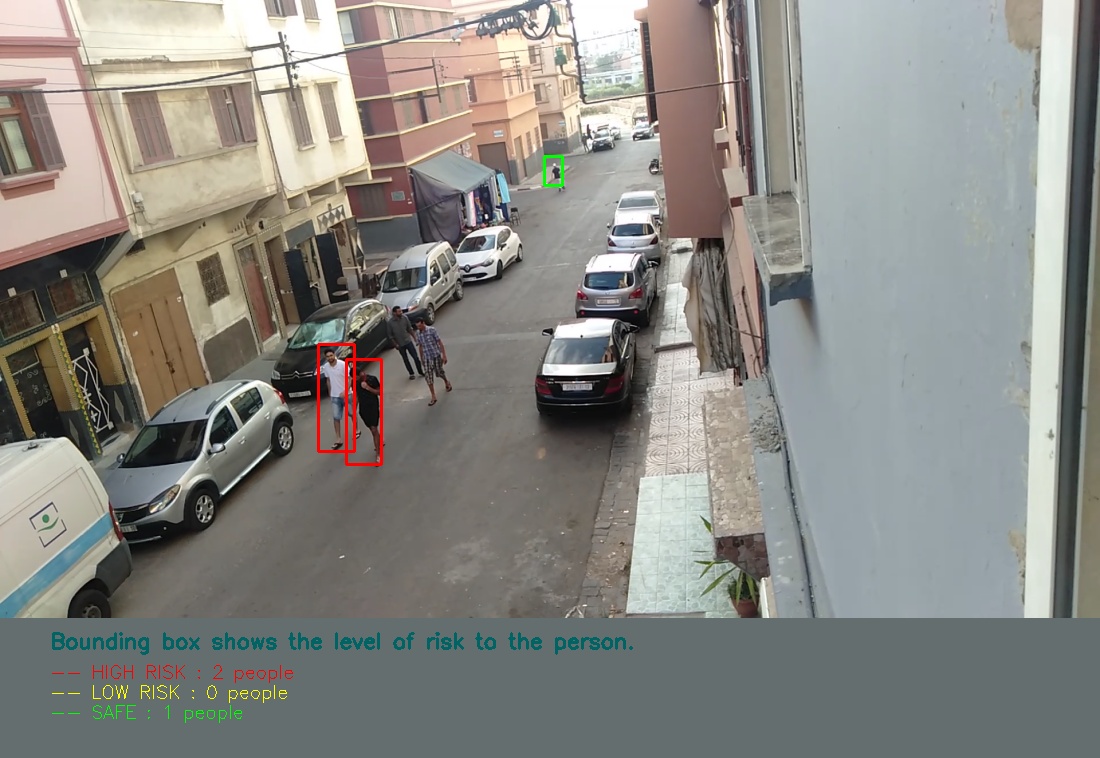 Bounding box shows the level of risk to the person.
−− HIGH RISK : 2 people
−− LOW RISK : 0 people
−− SAFE : 1 people